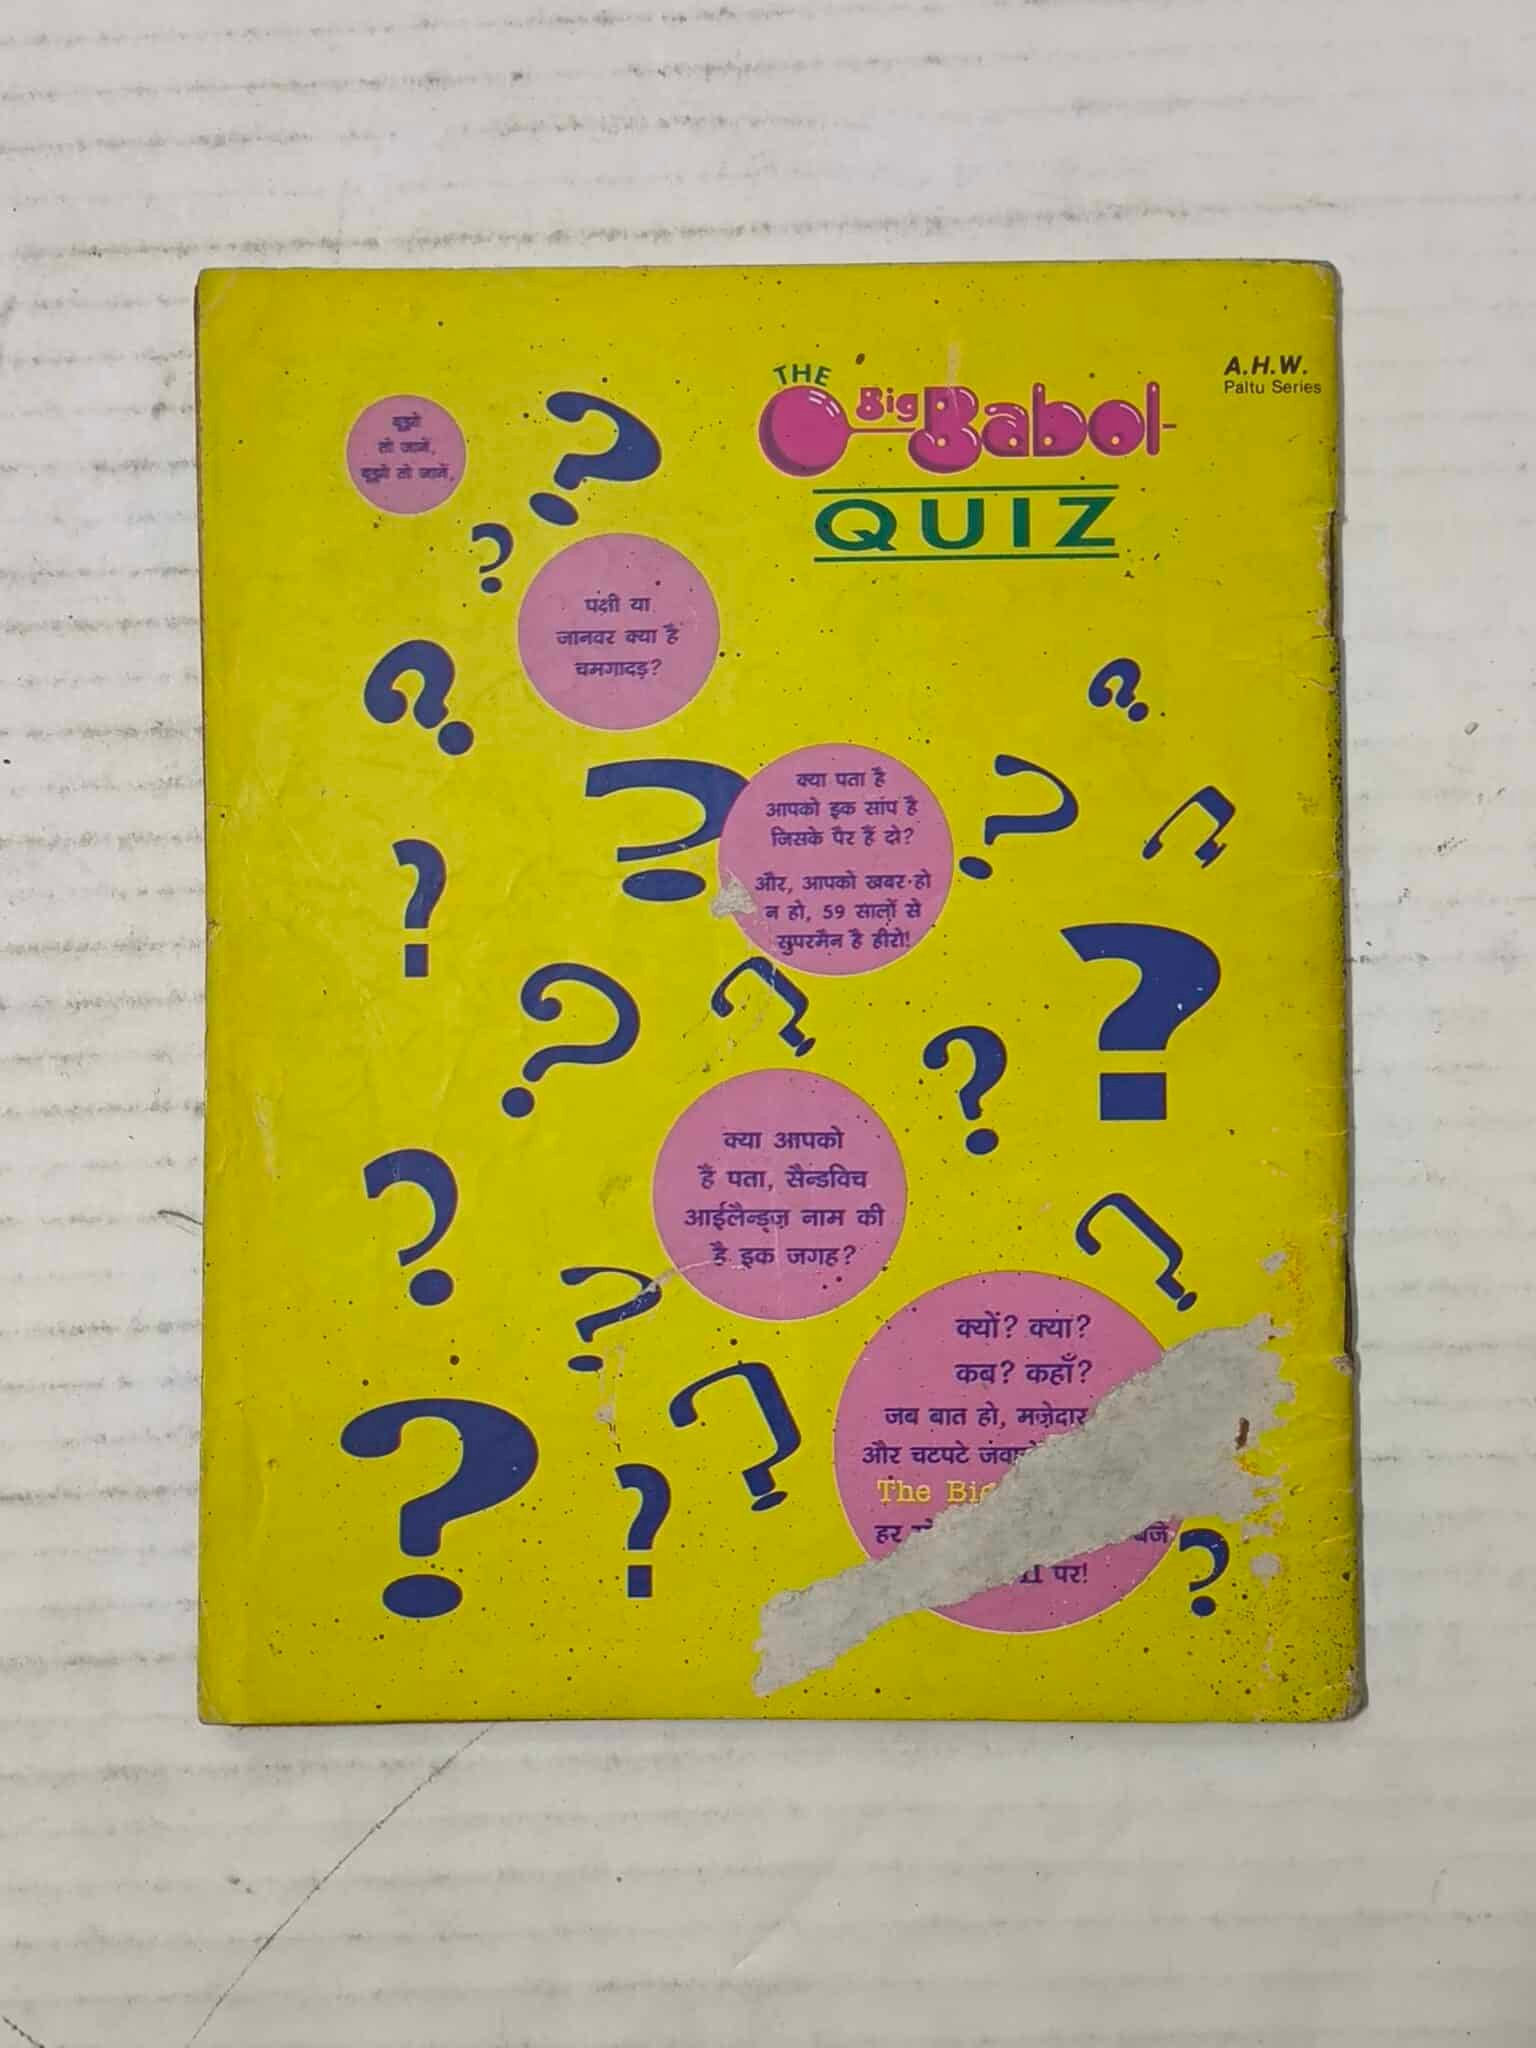 THE
Big Babol
QUIZ
A.H.W.
Paltu Series
बूझो
तो जानें,
बूझो तो जानें,
पक्षी या
जानवर क्या है
चमगादड़?
क्या पता है
आपको इक सांप है
जिसके पैर हैं दो?
और, आपको खबर हो
न हो, 59 सालों से
सुपरमैन है हीरो!
क्या आपको
है पता, सैन्डविच
आईलैन्ड्ज़ नाम की
है इक जगह?
क्यों? क्या?
कब? कहाँ?
जब बात हो, मज़ेदार
और चटपटे
The
हर
पर!